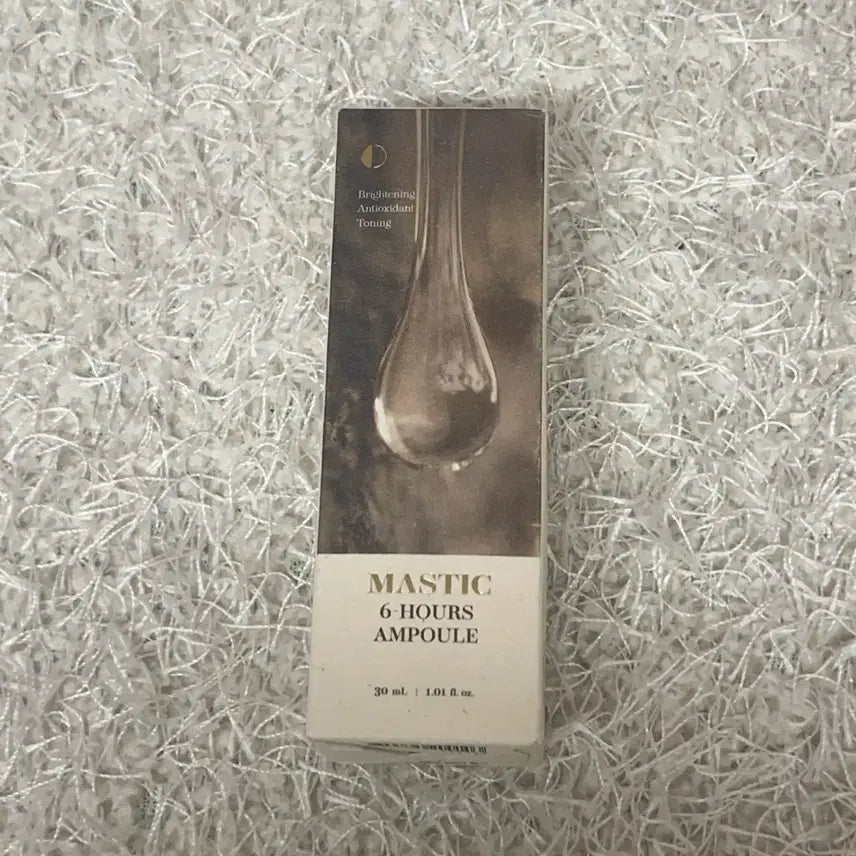 Brightening
Antioxidant
Toning
MASTIC
6-HOURS
AMPOULE
30 mL | 1.01 fl. oz.